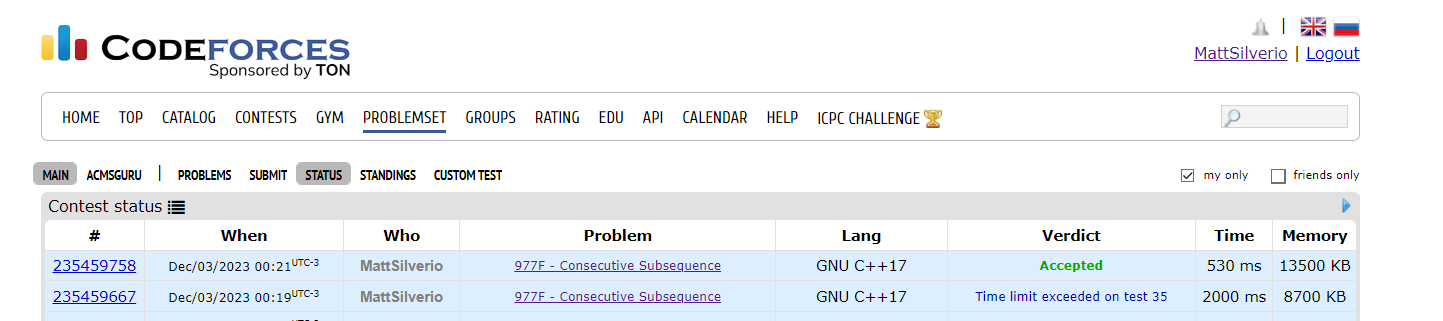 CODEFORCES
Sponsored by TON
|
MattSilverio | Logout
HOME TOP CATALOG CONTESTS GYM PROBLEMSET GROUPS RATING EDU API CALENDAR HELP ICPC CHALLENGE
MAIN ACMSGURU | PROBLEMS SUBMIT STATUS STANDINGS CUSTOM TEST my only friends only
Contest status
# When Who Problem Lang Verdict Time Memory
235459758 Dec/03/2023 00:21UTC-3 MattSilverio 977F - Consecutive Subsequence GNU C++17 Accepted 530 ms 13500 KB
235459667 Dec/03/2023 00:19UTC-3 MattSilverio 977F - Consecutive Subsequence GNU C++17 Time limit exceeded on test 35 2000 ms 8700 KB